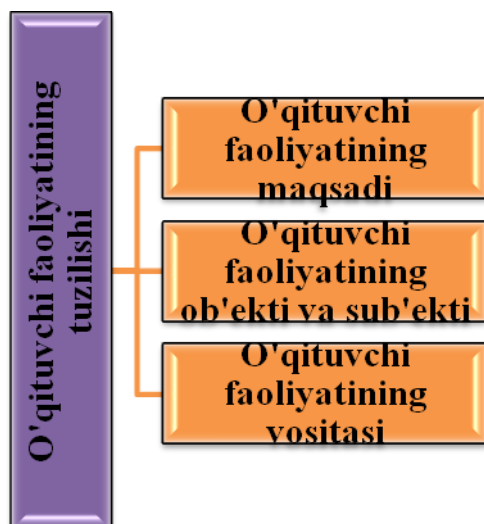 O'qituvchi faoliyatining
tuzilishi
O'qituvchi
faoliyatining
maqsadi
O'qituvchi
faoliyatining
ob'ekti va sub'ekti
O'qituvchi
faoliyatining
vositasi